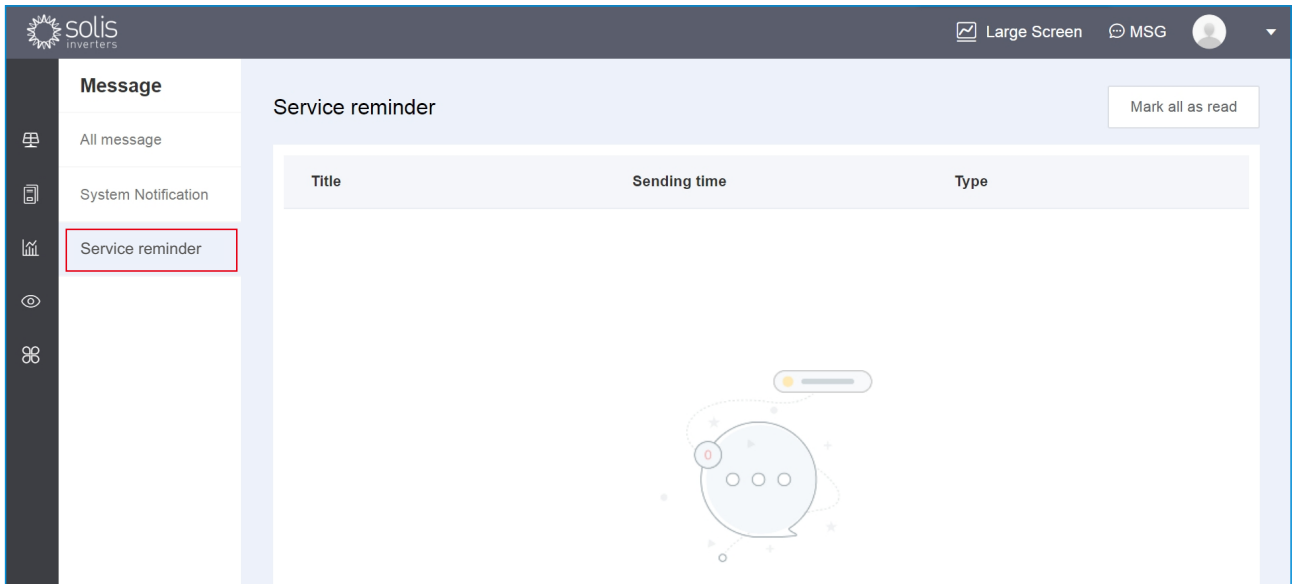 solis
inverters
Large Screen
MSG
Message
All message
System Notification
Service reminder
Service reminder
Mark all as read
Title Sending time Type
0